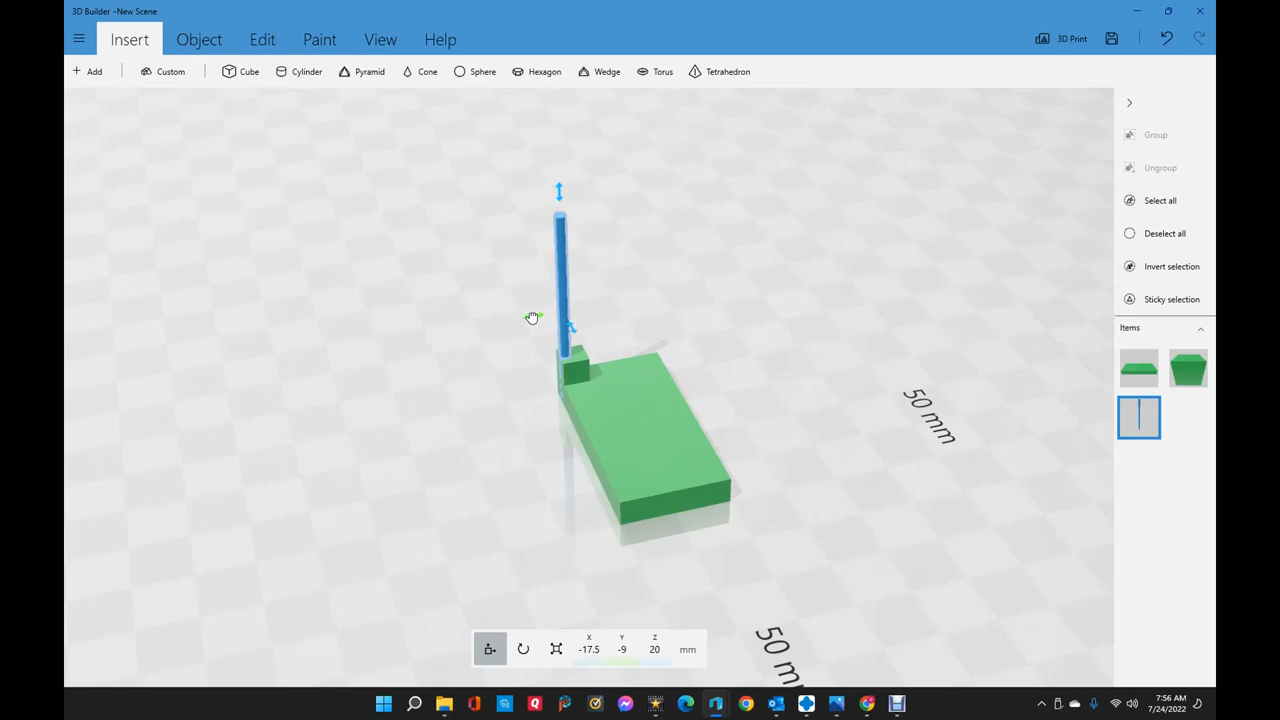 3D Builder -New Scene
Insert Object Edit Paint View Help 3D Print
Add Custom Cube Cylinder Pyramid Cone Sphere Hexagon Wedge Torus Tetrahedron
Group
Ungroup
Select all
Deselect all
Invert selection
Sticky selection
Items
50 mm
50 m
X Y Z
-17.5 -9 20 mm
7:56 AM
7/24/2022